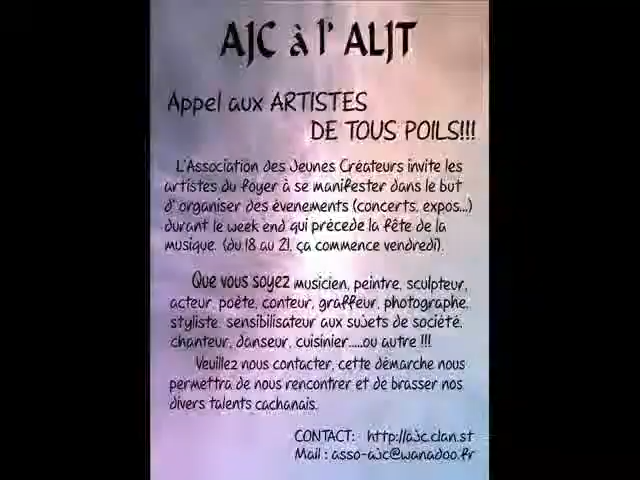 AJC à l' ALJT
Appel aux ARTISTES
DE TOUS POILS!!!
L'Association des Jeunes Créateurs invite les
artistes du foyer à se manifester dans le but
d'organiser des évenements (concerts, expos...)
durant le week end qui précede la fête de la
musique. (du 18 au 21, ça commence vendredi).
Que vous soyez musicien, peintre, sculpteur,
acteur, poête, conteur, graffeur, photographe,
styliste, sensibilisateur aux sujets de société,
chanteur, danseur, cuisinier.....ou autre !!!
Veuillez nous contacter, cette démarche nous
permettra de nous rencontrer et de brasser nos
divers talents cachanais.
CONTACT: http://ajc.clan.st
Mail : asso-ajc@wanadoo.fr